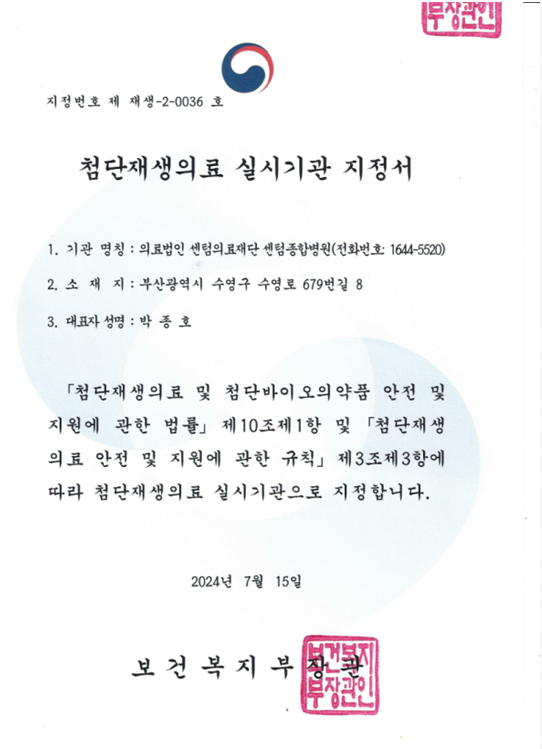 부장관인
지정번호 제 재생-2-0036 호
첨단재생의료 실시기관 지정서
1. 기관 명칭 : 의료법인 센텀의료재단 센텀종합병원(전화번호: 1644-5520)
2. 소 재 지 : 부산광역시 수영구 수영로 679번길 8
3. 대표자 성명 : 박 종 호
「첨단재생의료 및 첨단바이오의약품 안전 및
지원에 관한 법률」 제10조제1항 및 「첨단재생
의료 안전 및 지원에 관한 규칙」 제3조제3항에
따라 첨단재생의료 실시기관으로 지정합니다.
2024년 7월 15일
보건복지부장관
보건복지
부장관인